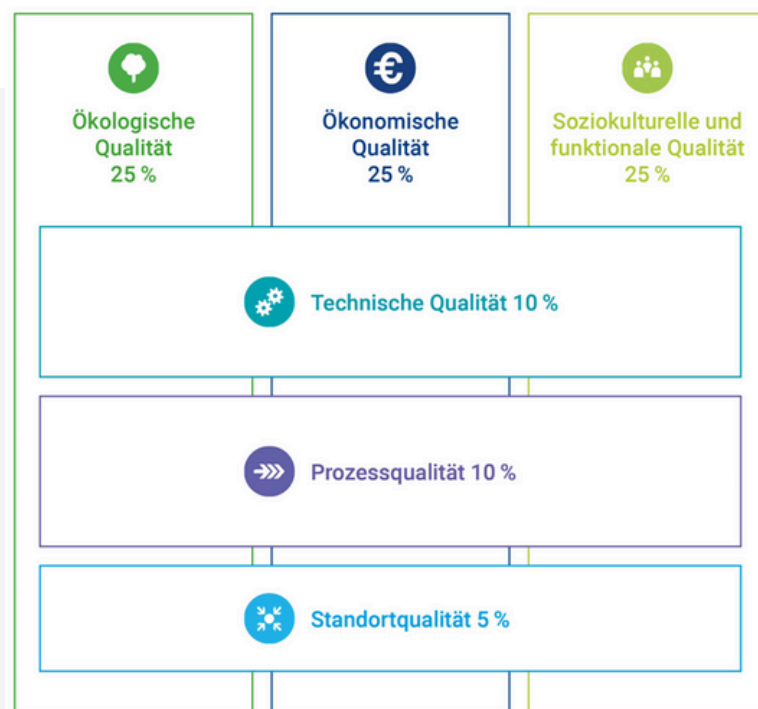 Ökologische
Qualität
25 %
Ökonomische
Qualität
25 %
Soziokulturelle und
funktionale Qualität
25 %
Technische Qualität 10 %
Prozessqualität 10 %
Standortqualität 5 %